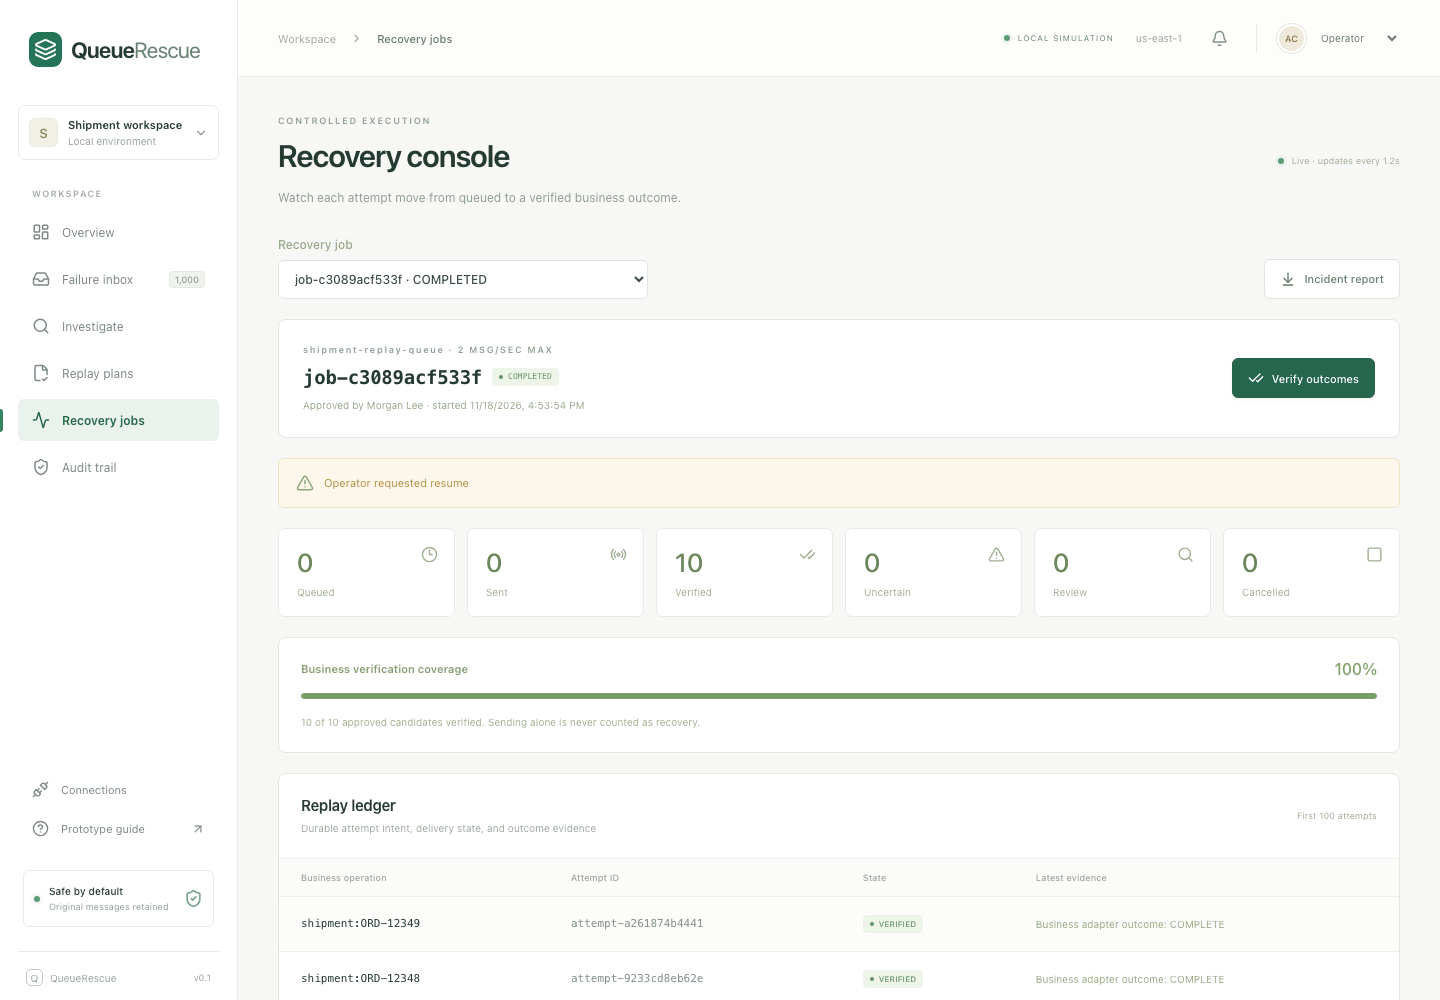 QueueRescue
S
Shipment workspace
Local environment
WORKSPACE
Overview
Failure inbox
1,000
Investigate
Replay plans
Recovery jobs
Audit trail
Connections
Prototype guide
Safe by default
Original messages retained
Q
QueueRescue
v0.1
Workspace
Recovery jobs
LOCAL SIMULATION
us-east-1
AC
Operator
CONTROLLED EXECUTION
Recovery console
Live · updates every 1.2s
Watch each attempt move from queued to a verified business outcome.
Recovery job
job-c3089acf533f · COMPLETED
Incident report
shipment-replay-queue · 2 MSG/SEC MAX
job-c3089acf533f
COMPLETED
Approved by Morgan Lee · started 11/18/2026, 4:53:54 PM
Verify outcomes
Operator requested resume
0
Queued
0
Sent
10
Verified
0
Uncertain
0
Review
0
Cancelled
Business verification coverage
100%
10 of 10 approved candidates verified. Sending alone is never counted as recovery.
Replay ledger
Durable attempt intent, delivery state, and outcome evidence
First 100 attempts
Business operation
Attempt ID
State
Latest evidence
shipment:ORD-12349
attempt-a261874b4441
VERIFIED
Business adapter outcome: COMPLETE
shipment:ORD-12348
attempt-9233cd8eb62e
VERIFIED
Business adapter outcome: COMPLETE